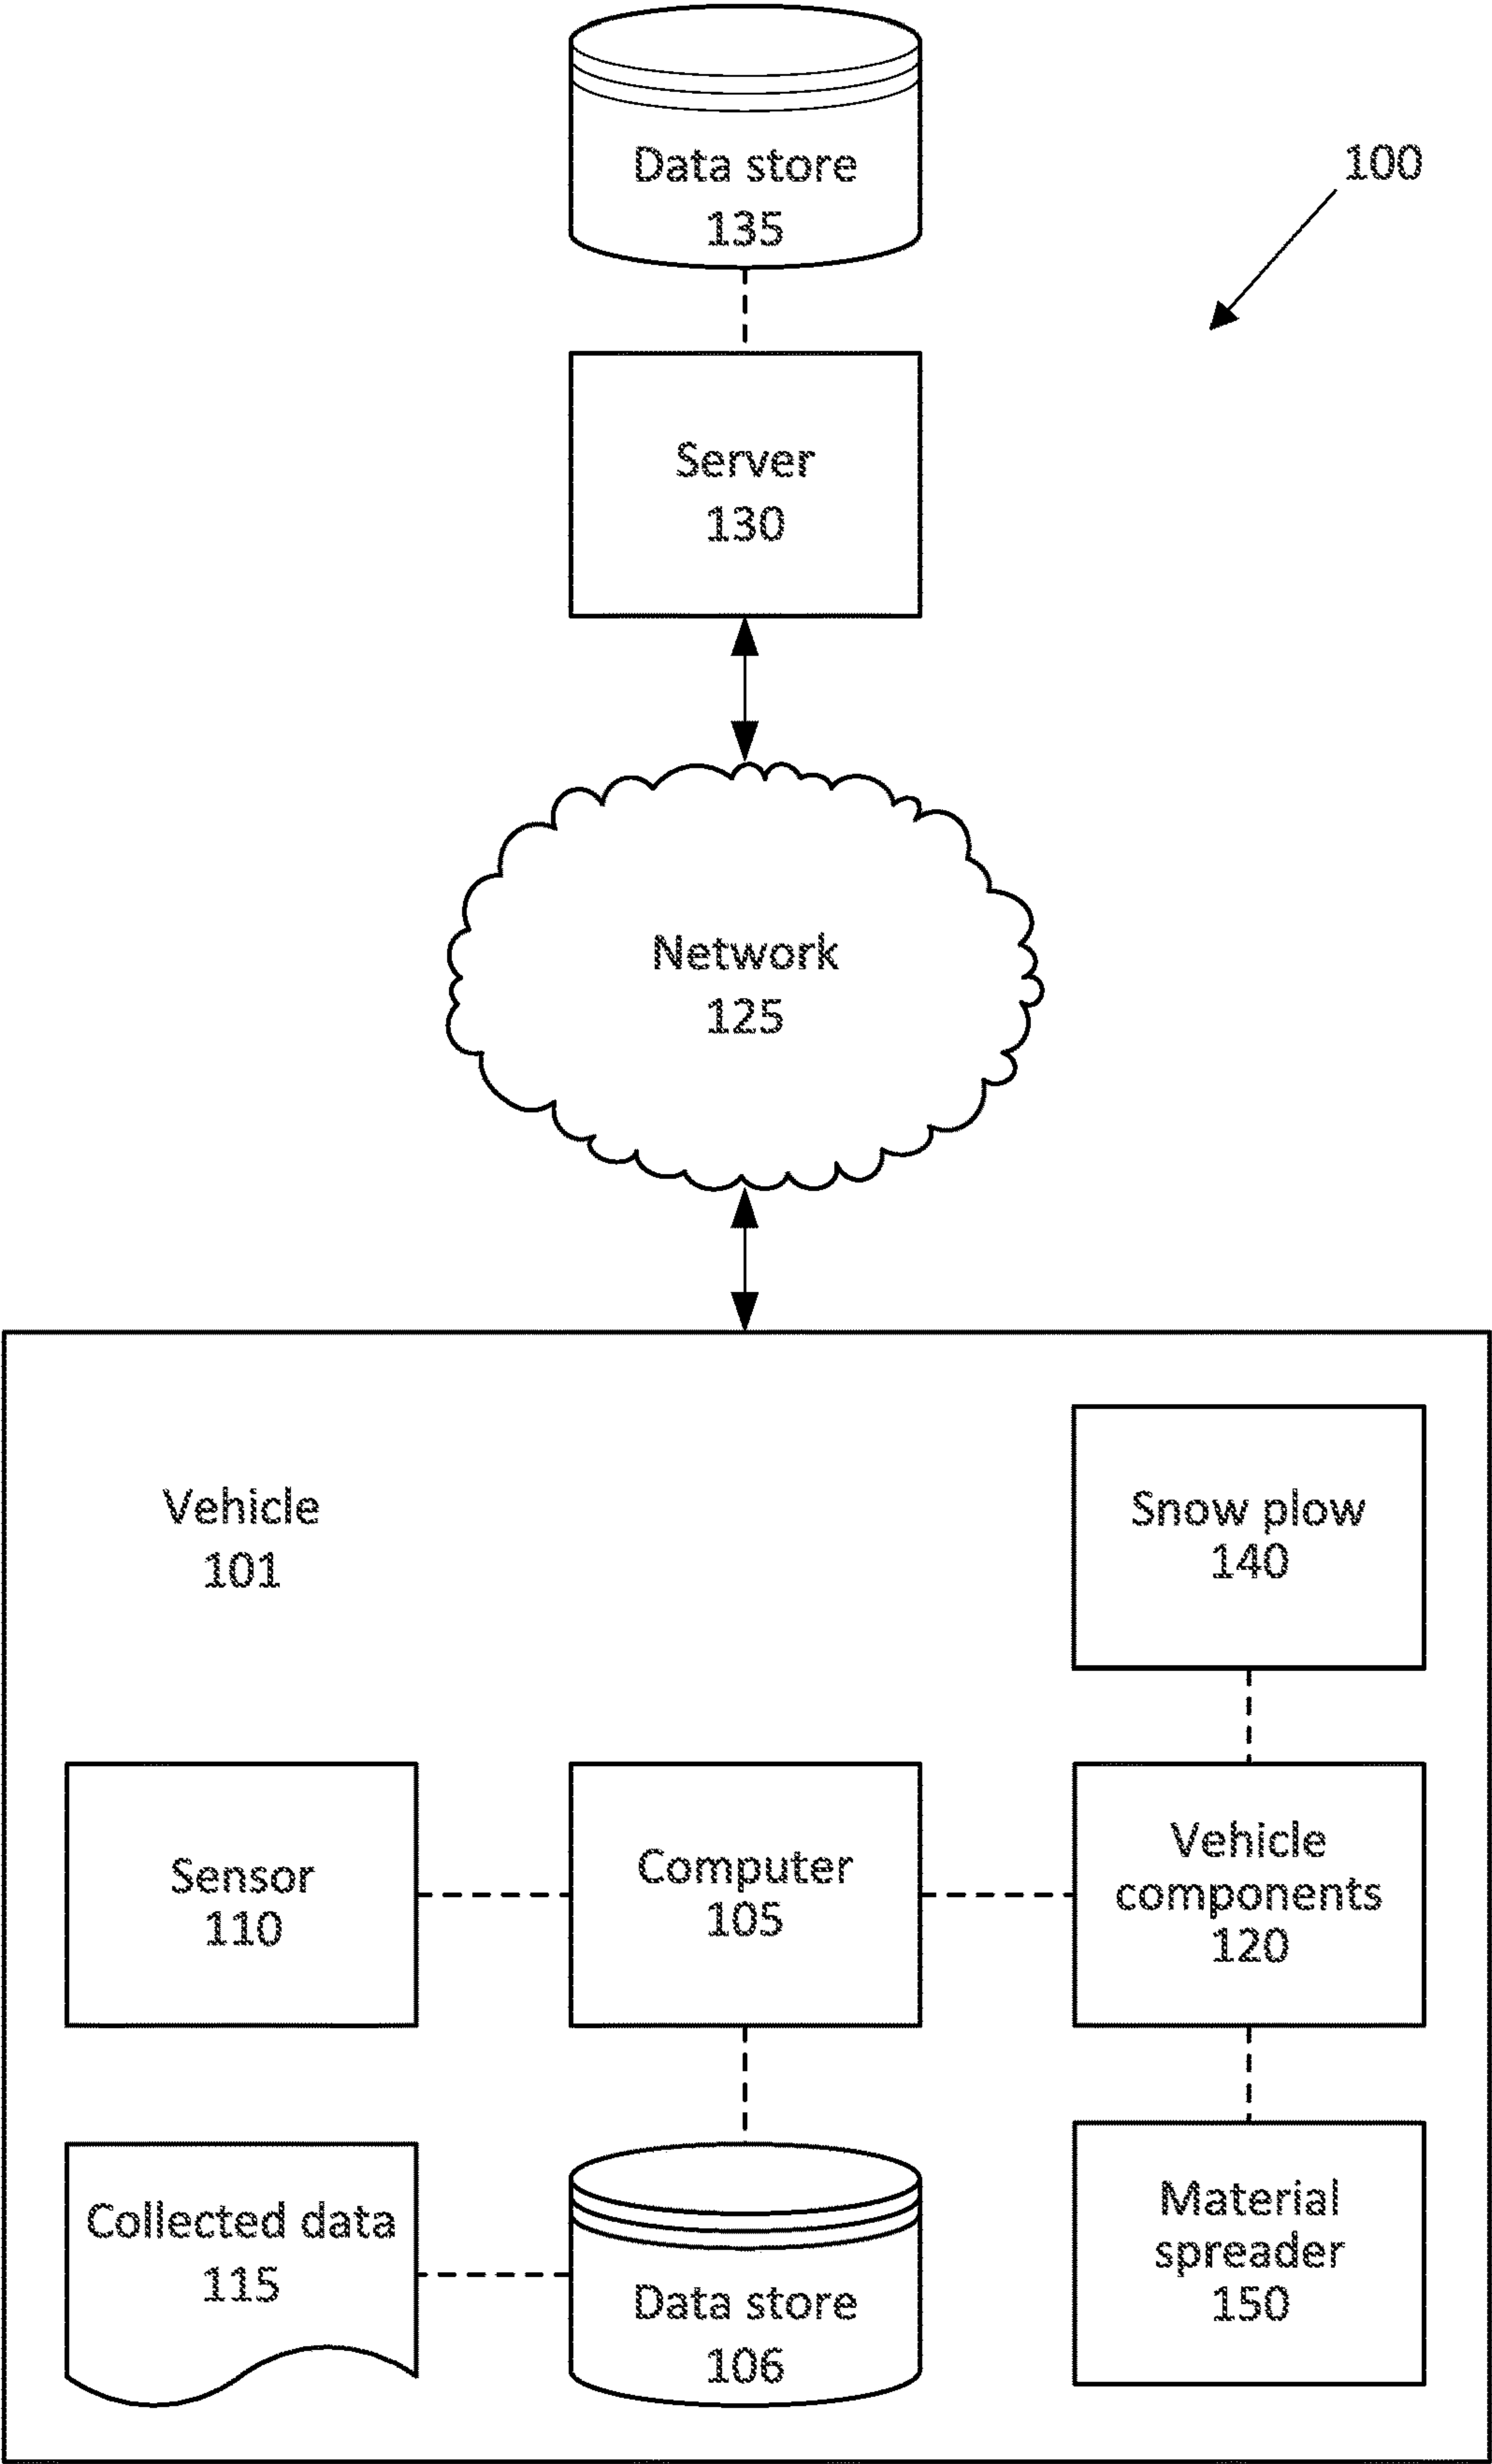 Data store
135
100
Server
130
Network
125
Vehicle
101
Snow plow
140
Sensor
110
Computer
105
Vehicle
components
120
Collected data
115
Data store
106
Material
spreader
150